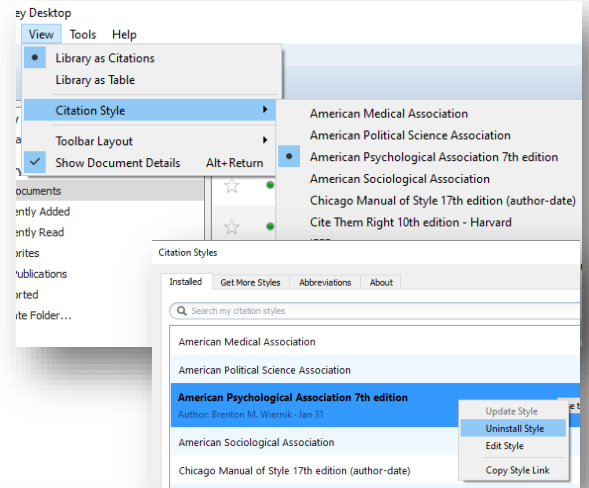 ey Desktop
View Tools Help
Library as Citations
Library as Table
Citation Style
American Medical Association
American Political Science Association
Toolbar Layout
American Psychological Association 7th edition
Show Document Details Alt+Return
American Sociological Association
ocuments
Chicago Manual of Style 17th edition (author-date)
ently Added
Cite Them Right 10th edition - Harvard
ently Read
orites
Publications
orted
te Folder...
Citation Styles
Installed Get More Styles Abbreviations About
Search my citation styles
American Medical Association
American Political Science Association
American Psychological Association 7th edition
Author: Brenton M. Wiernik - Jan 31
American Sociological Association
Chicago Manual of Style 17th edition (author-date)
Update Style
Uninstall Style
Edit Style
Copy Style Link